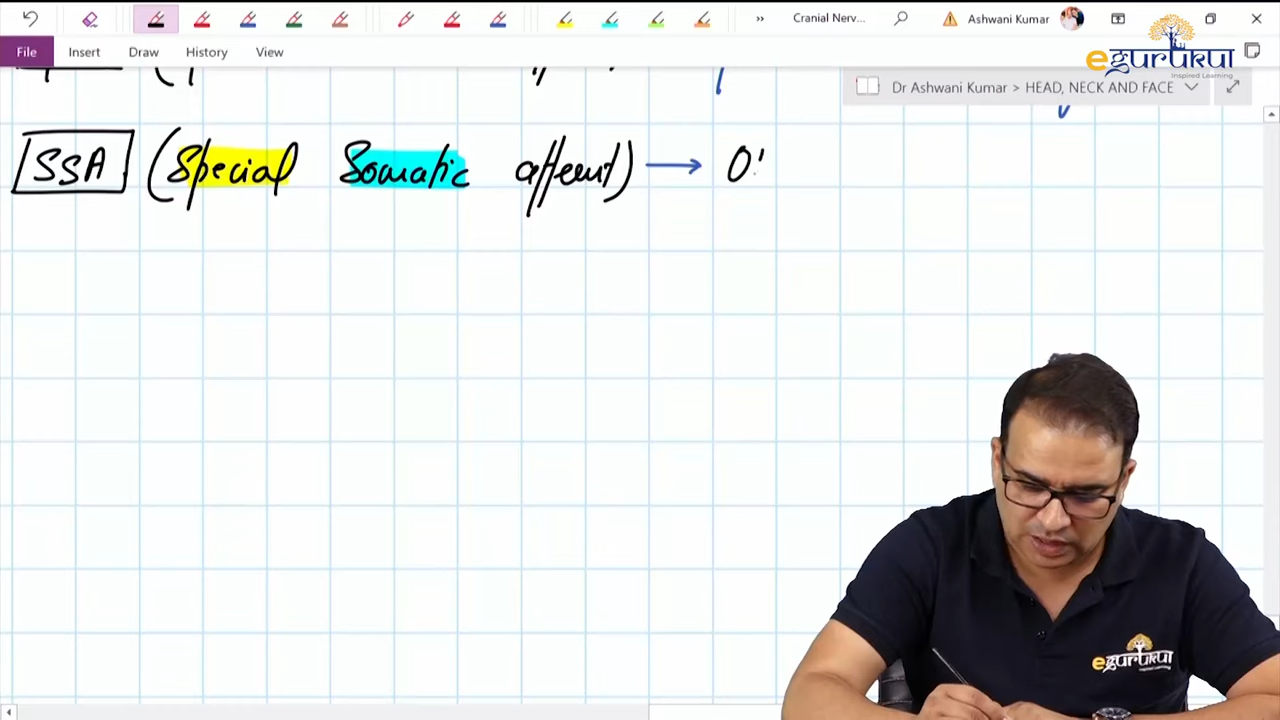 Cranial Nerv... Ashwani Kumar
File Insert Draw History View
egurukul
Inspired Learning
Dr Ashwani Kumar > HEAD, NECK AND FACE
SSA (Special Somatic afferent) → 0'
egurukul